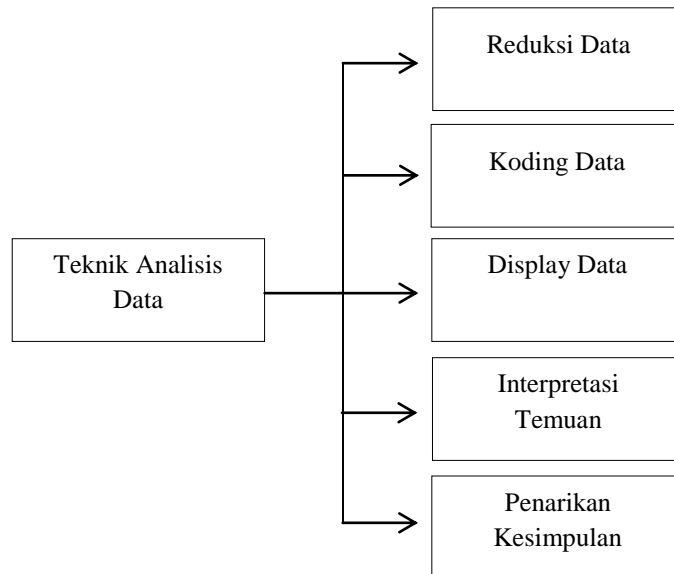 Reduksi Data
Koding Data
Teknik Analisis
Data
Display Data
Interpretasi
Temuan
Penarikan
Kesimpulan